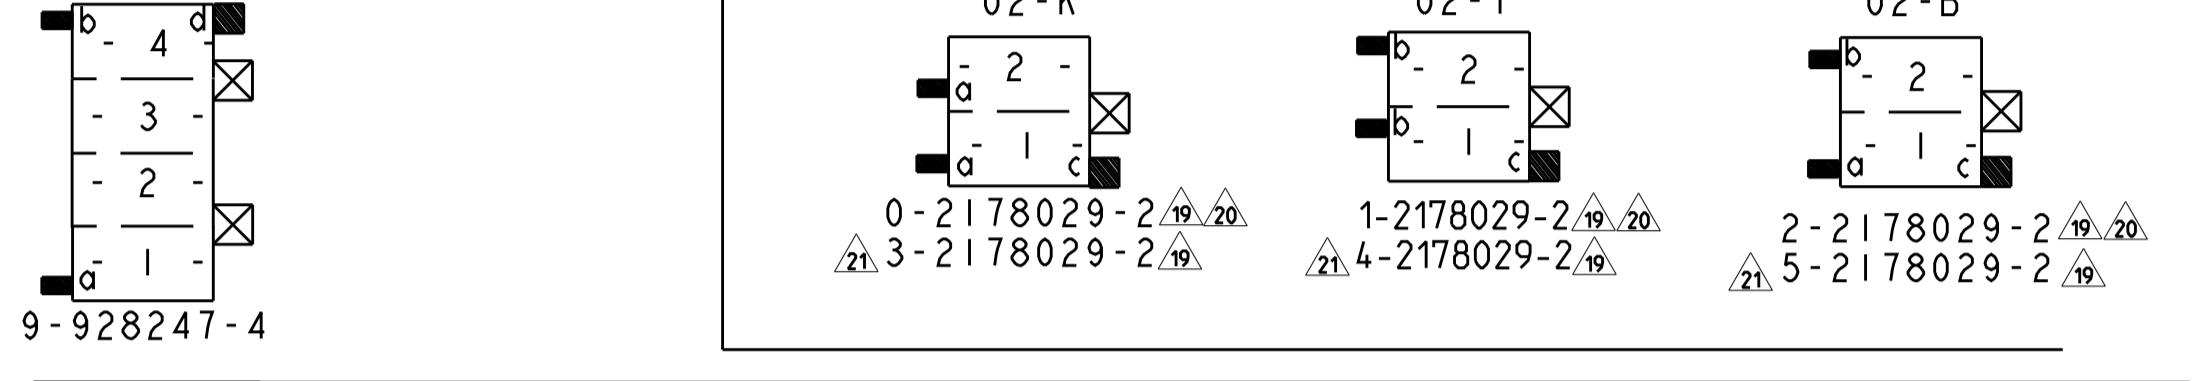 b - 4 d -
- 3 -
- 2 -
a - 1 -
9-928247-4
02-K
- 2 -
a
a - 1 - c
0-2178029-2 19 20
21 3-2178029-2 19
b - 2 -
b - 1 - c
1-2178029-2 19 20
21 4-2178029-2 19
02-B
b - 2 -
a - 1 - c
2-2178029-2 19 20
21 5-2178029-2 19